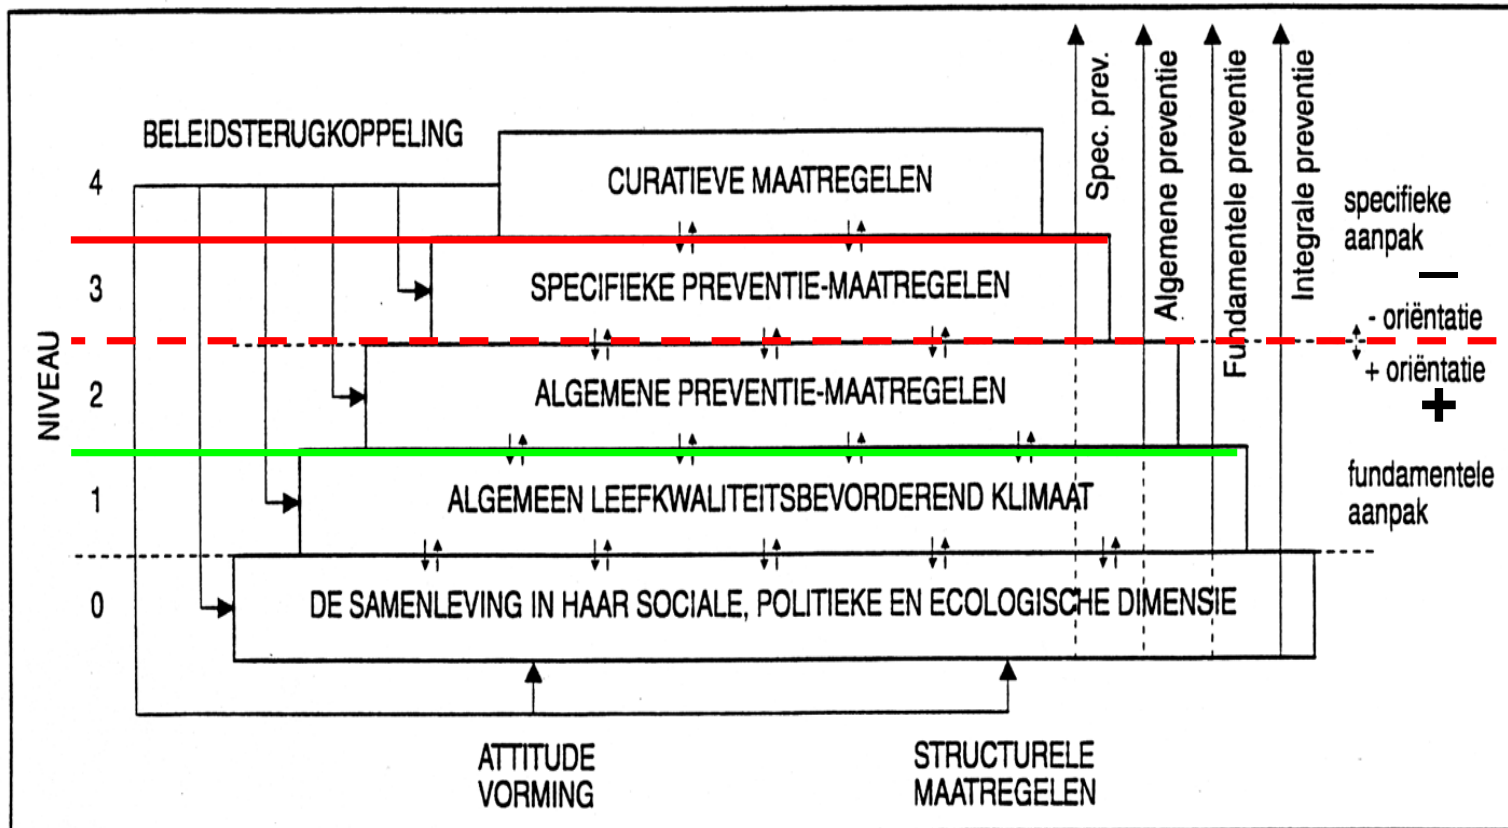 BELEIDSTERUGKOPPELING
NIVEAU
4
CURATIEVE MAATREGELEN
3
SPECIFIEKE PREVENTIE-MAATREGELEN
2
ALGEMENE PREVENTIE-MAATREGELEN
1
ALGEMEEN LEEFKWALITEITSBEVORDEREND KLIMAAT
0
DE SAMENLEVING IN HAAR SOCIALE, POLITIEKE EN ECOLOGISCHE DIMENSIE
ATTITUDE
VORMING
STRUCTURELE
MAATREGELEN
Spec. prev.
Algemene preventie
Fundamentele preventie
Integrale preventie
specifieke
aanpak
–
- oriëntatie
+ oriëntatie
+
fundamentele
aanpak